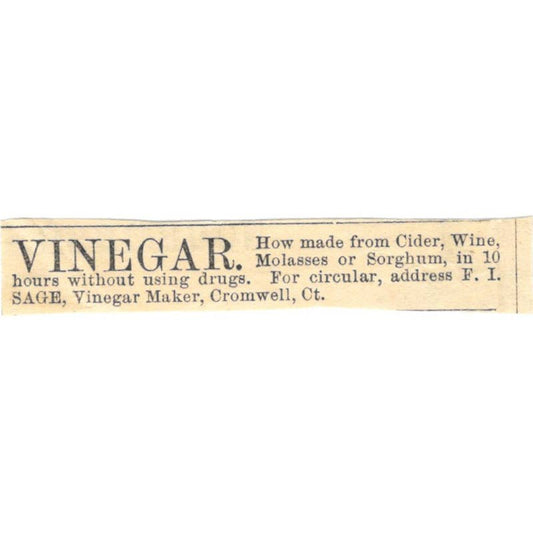 VINEGAR. How made from Cider, Wine,
Molasses or Sorghum, in 10
hours without using drugs. For circular, address F. I.
SAGE, Vinegar Maker, Cromwell, Ct.